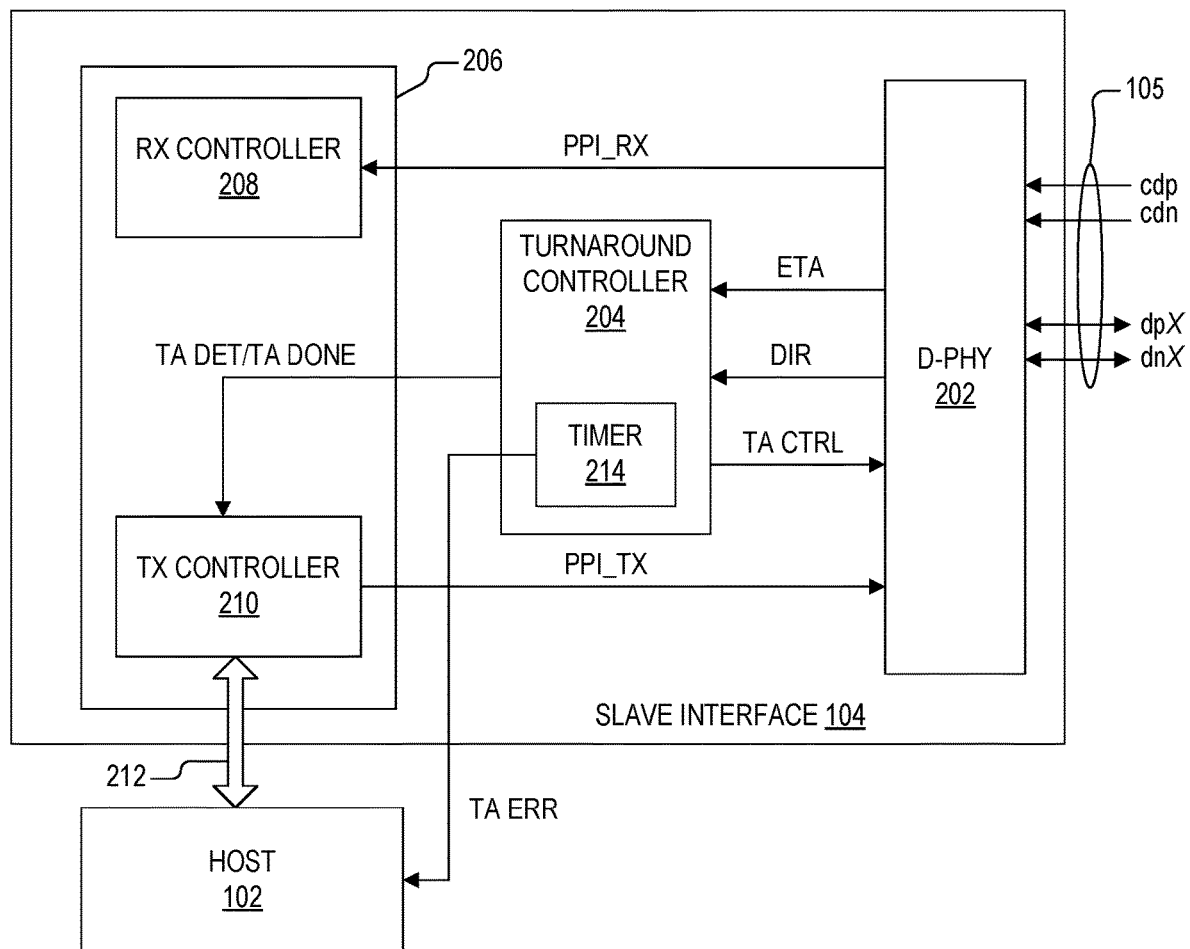 206
RX CONTROLLER
208
PPI_RX
105
cdp
cdn
TURNAROUND
CONTROLLER
204
ETA
dpX
dnX
TA DET/TA DONE
DIR
D-PHY
202
TIMER
214
TA CTRL
TX CONTROLLER
210
PPI_TX
SLAVE INTERFACE 104
212
TA ERR
HOST
102